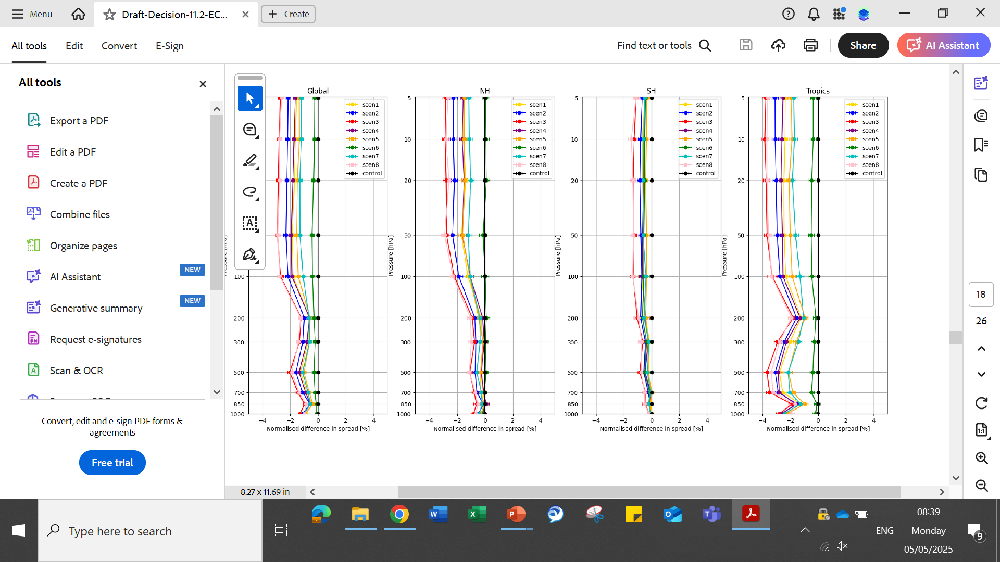 Menu
Draft-Decision-11.2-EC...
Create
All tools
Edit
Convert
E-Sign
Find text or tools
Share
AI Assistant
All tools
Export a PDF
Edit a PDF
Create a PDF
Combine files
Organize pages
AI Assistant
NEW
Generative summary
NEW
Request e-signatures
Scan & OCR
Convert, edit and e-sign PDF forms &
agreements
Free trial
Global
scen1
scen2
scen3
scen4
scen5
scen6
scen7
scen8
control
100
200
300
500
700
850
1000
−4 −2 0 2 4
Normalised difference in spread [%]
NH
Pressure [hPa]
5
10
20
50
100
200
300
500
700
850
1000
scen1
scen2
scen3
scen4
scen5
scen6
scen7
scen8
control
−4 −2 0 2 4
Normalised difference in spread [%]
SH
Pressure [hPa]
5
10
20
50
100
200
300
500
700
850
1000
scen1
scen2
scen3
scen4
scen5
scen6
scen7
scen8
control
−4 −2 0 2 4
Normalised difference in spread [%]
Tropics
Pressure [hPa]
5
10
20
50
100
200
300
500
700
850
1000
scen1
scen2
scen3
scen4
scen5
scen6
scen7
scen8
control
−4 −2 0 2 4
Normalised difference in spread [%]
18
26
1:1
8.27 x 11.69 in
Type here to search
ENG
08:39
Monday
05/05/2025
9